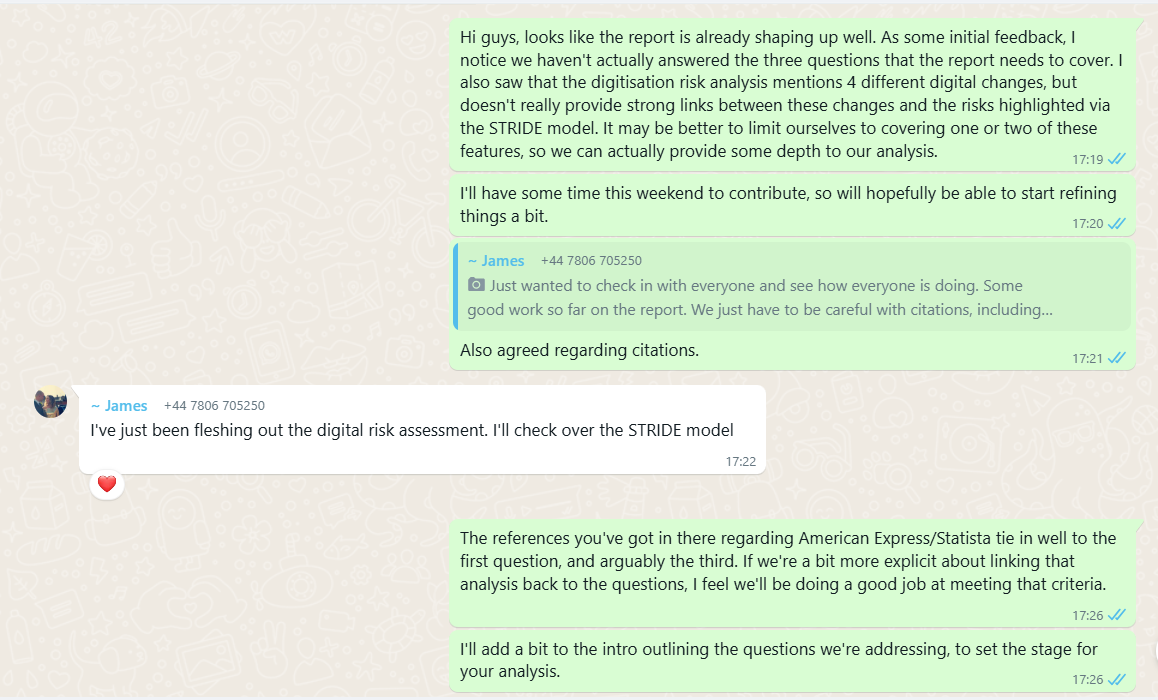 Hi guys, looks like the report is already shaping up well. As some initial feedback, I
notice we haven't actually answered the three questions that the report needs to cover. I
also saw that the digitisation risk analysis mentions 4 different digital changes, but
doesn't really provide strong links between these changes and the risks highlighted via
the STRIDE model. It may be better to limit ourselves to covering one or two of these
features, so we can actually provide some depth to our analysis.
17:19
I'll have some time this weekend to contribute, so will hopefully be able to start refining
things a bit.
17:20
~ James +44 7806 705250
Just wanted to check in with everyone and see how everyone is doing. Some
good work so far on the report. We just have to be careful with citations, including...
Also agreed regarding citations.
17:21
~ James +44 7806 705250
I've just been fleshing out the digital risk assessment. I'll check over the STRIDE model
17:22
The references you've got in there regarding American Express/Statista tie in well to the
first question, and arguably the third. If we're a bit more explicit about linking that
analysis back to the questions, I feel we'll be doing a good job at meeting that criteria.
17:26
I'll add a bit to the intro outlining the questions we're addressing, to set the stage for
your analysis.
17:26